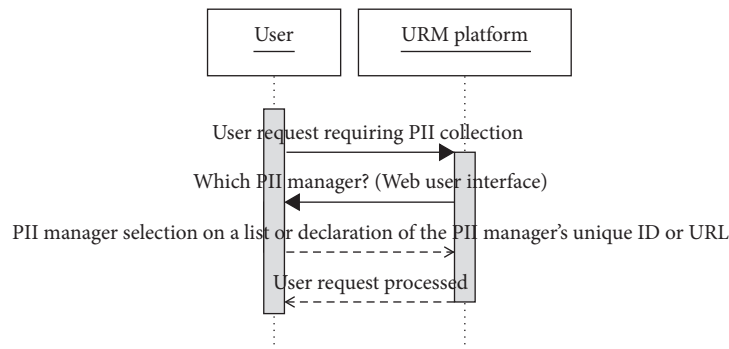 User
URM platform
User request requiring PII collection
Which PII manager? (Web user interface)
PII manager selection on a list or declaration of the PII manager’s unique ID or URL
User request processed